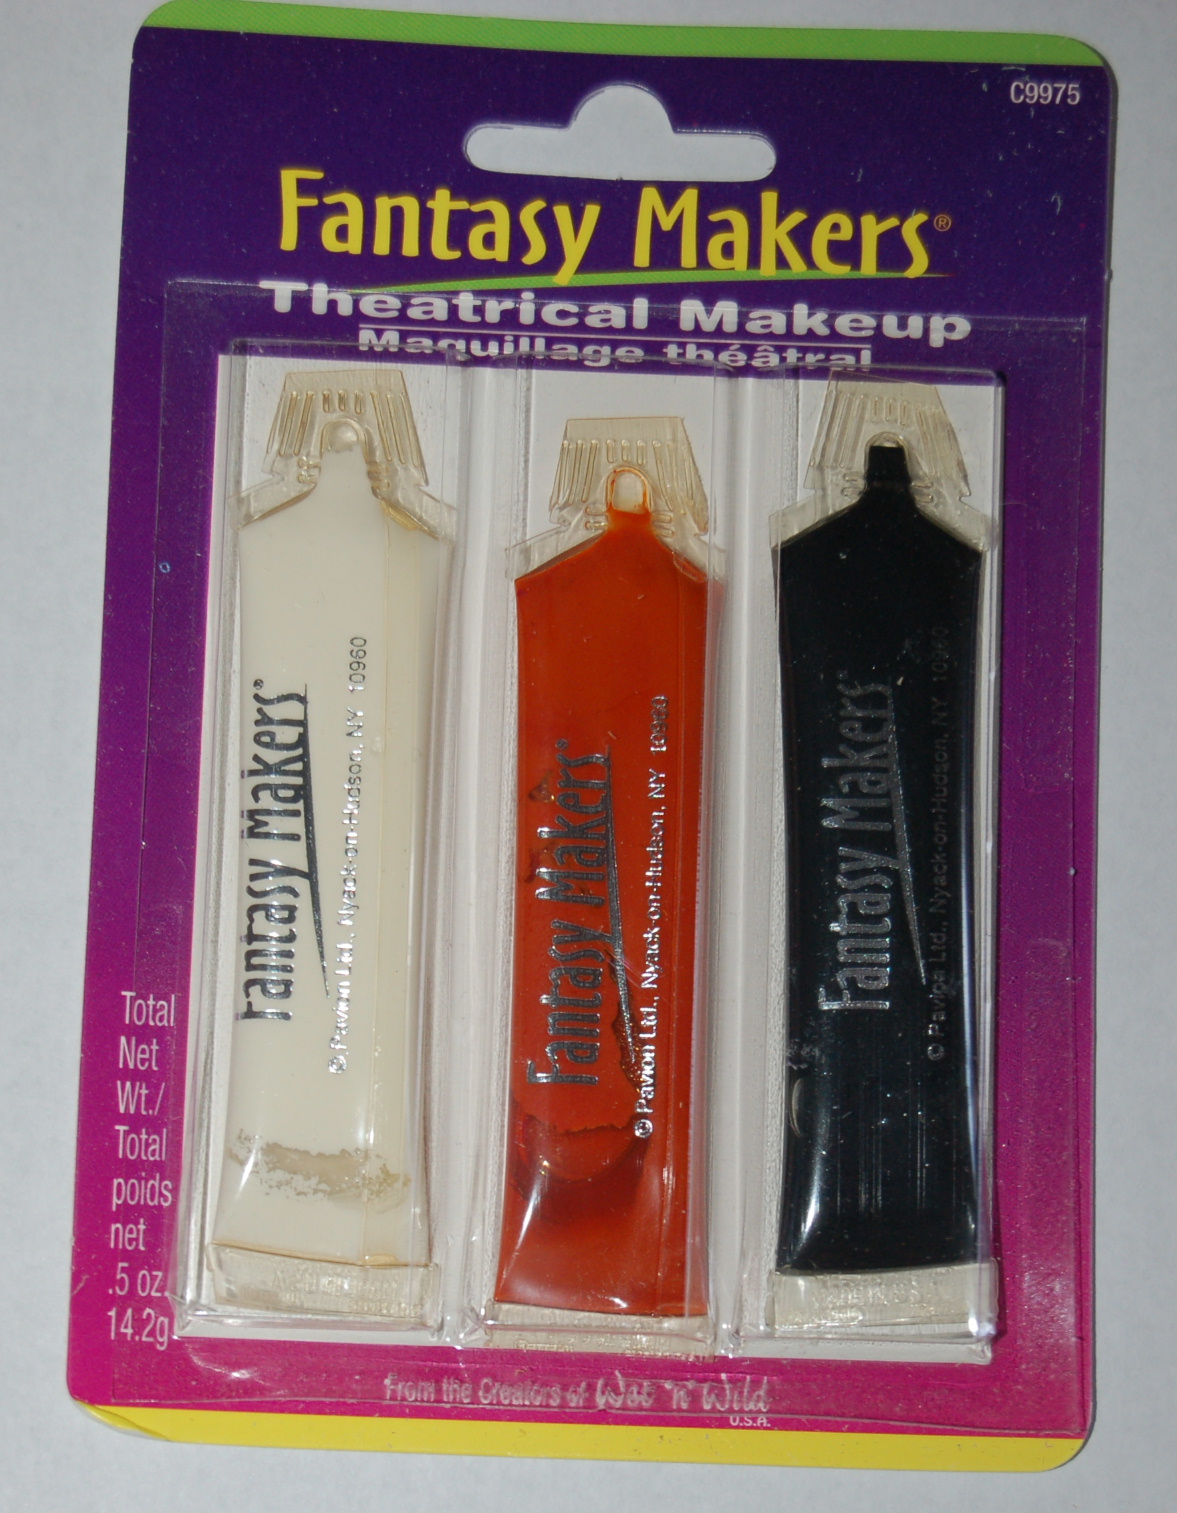 C9975
Fantasy Makers®
Theatrical Makeup
Maquillage théâtral
Fantasy Makers®
© Pavion Ltd., Nyack-on-Hudson, NY 10960
Fantasy Makers®
© Pavion Ltd., Nyack-on-Hudson, NY 10960
Fantasy Makers®
© Pavion Ltd., Nyack-on-Hudson, NY 10960
Total
Net
Wt./
Total
poids
net
.5 oz.
14.2g
From the Creators of Wet 'n' Wild
U.S.A.